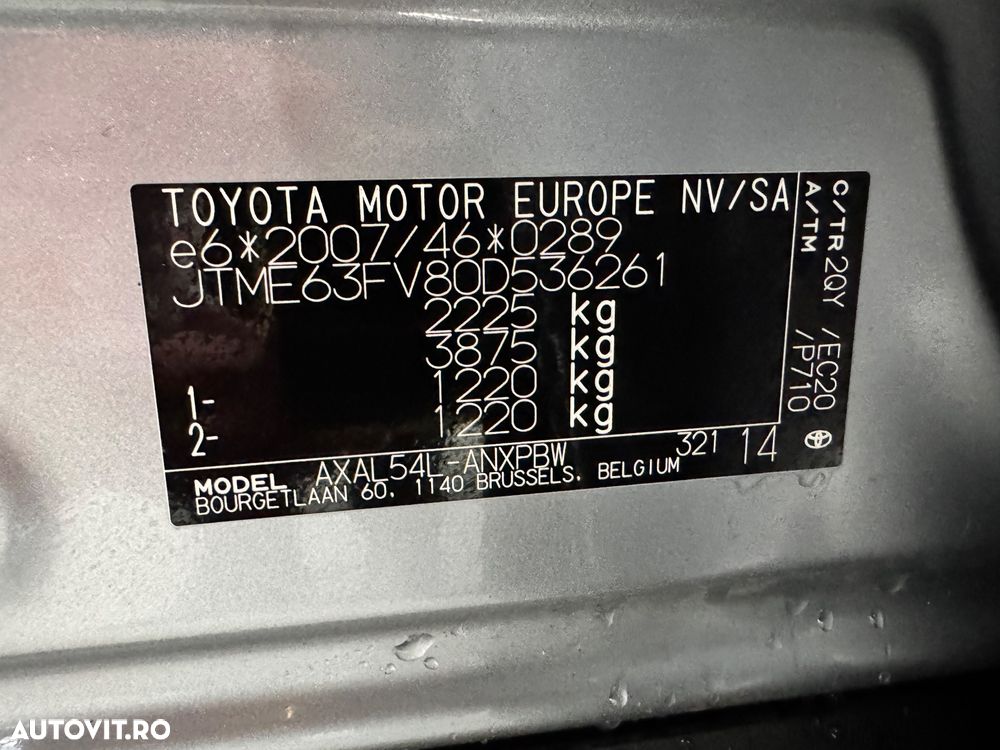 TOYOTA MOTOR EUROPE NV/SA
e6*2007/46*0289
JTME63FV80D536261
2225 kg
3875 kg
1- 1220 kg
2- 1220 kg
MODEL AXAL54L-ANXPBW 321 14
BOURGETLAAN 60, 1140 BRUSSELS, BELGIUM
C/TR 2QY /EC20
A/TM /P710
AUTOVIT.RO